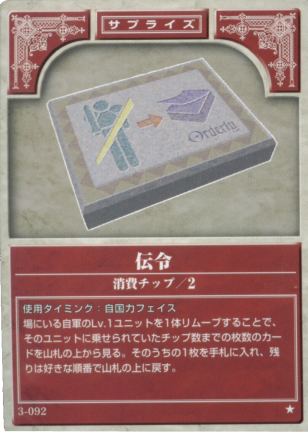 サプライズ
Orderly
伝令
消費チップ/2
使用タイミング：自国力フェイス
場にいる自軍のLv.1ユニットを1体リムーブすることで、
そのユニットに乗せられていたチップ数までの枚数のカー
ドを山札の上から見る。そのうちの1枚を手札に入れ、残
りは好きな順番で山札の上に戻す。
3-092
★